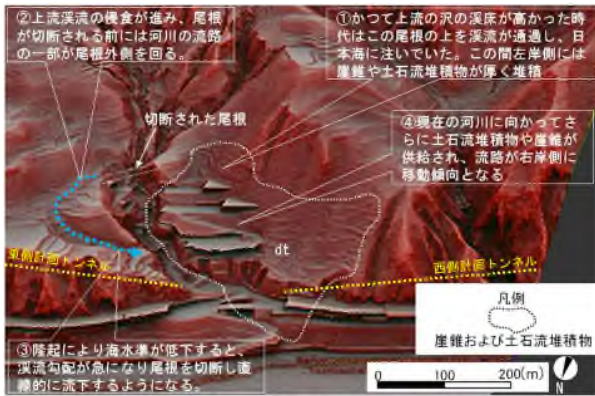 ②上流渓流の侵食が進み、尾根
が切断される前には河川の流路
の一部が尾根外側を回る。
①かつて上流の沢の渓床が高かった時
代はこの尾根の上を渓流が通過し、日
本海に注いでいた。この間左岸側には
崖錐や土石流堆積物が厚く堆積
切断された尾根
④現在の河川に向かってさ
らに土石流堆積物や崖錐が
供給され、流路が右岸側に
移動傾向となる
dt
東側計画トンネル
西側計画トンネル
凡例
崖錐および土石流堆積物
③隆起により海水準が低下すると、
渓流勾配が急になり尾根を切断し直
線的に流下するようになる。
0 100 200(m)
N